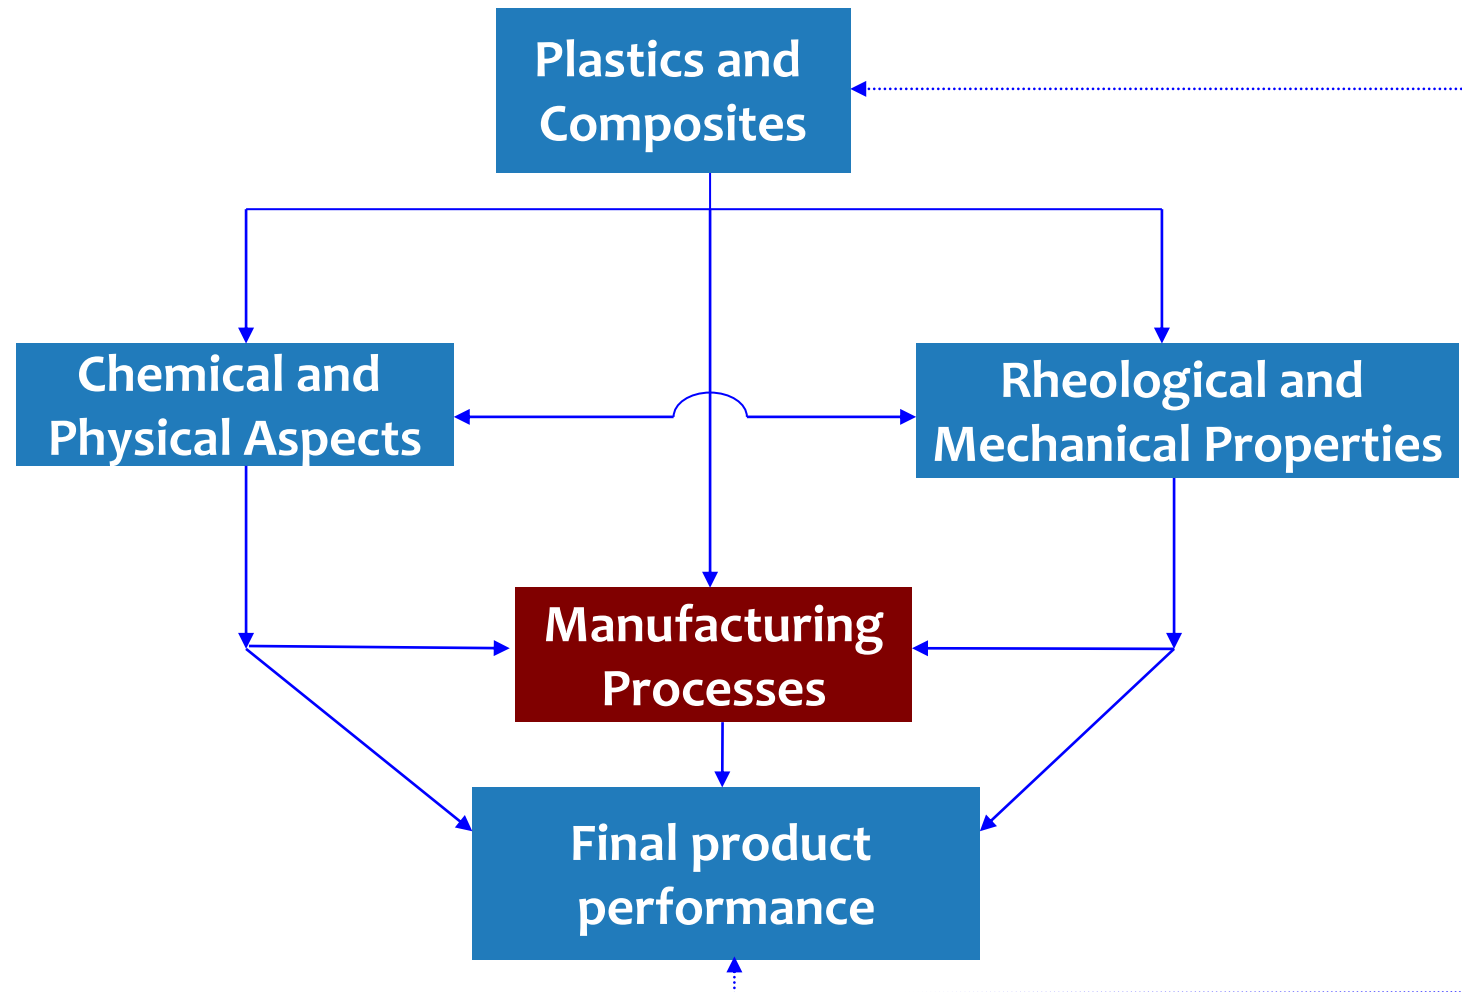 Plastics and
Composites
Chemical and
Physical Aspects
Rheological and
Mechanical Properties
Manufacturing
Processes
Final product
performance